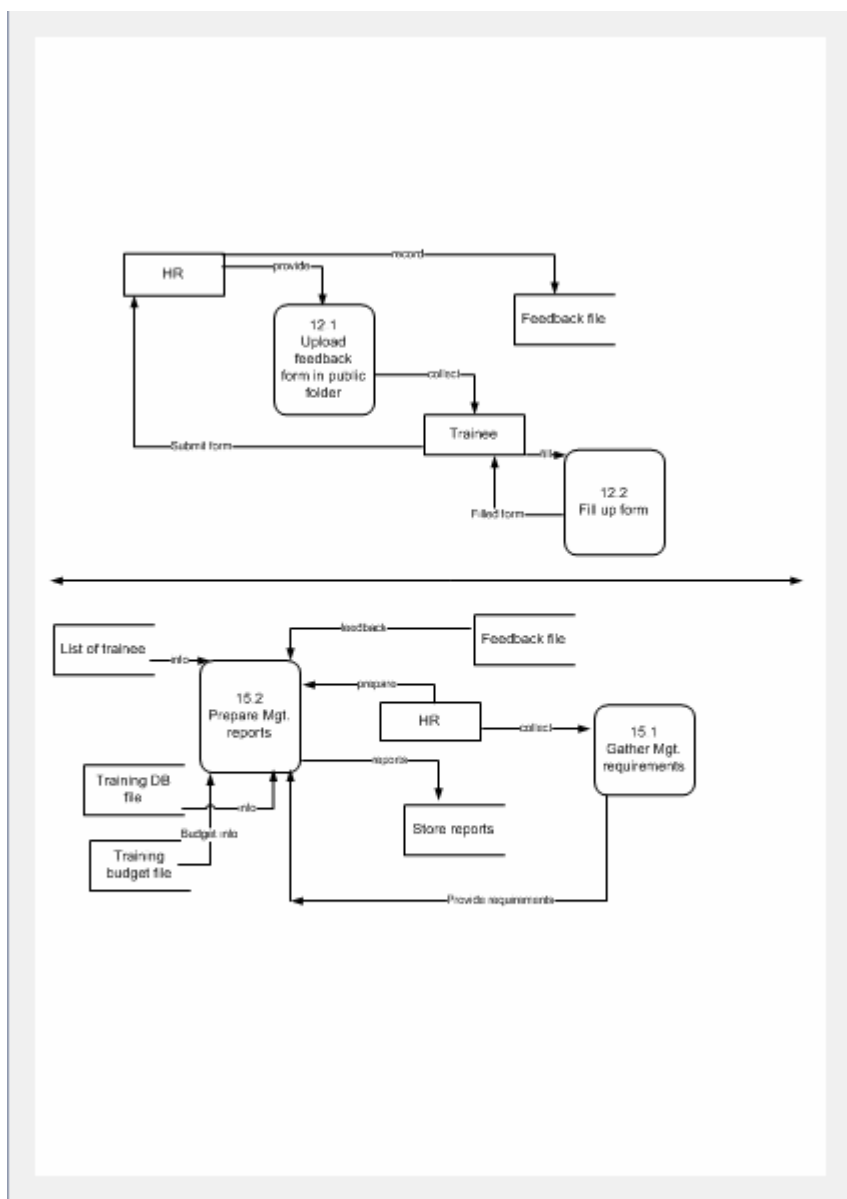 record
HR
provide
Feedback file
12.1
Upload
feedback
form in public
folder
collect
Trainee
Submit form
fill
12.2
Fill up form
Filled form
feedback
List of trainee
Feedback file
info
15.2
Prepare Mgt.
reports
prepare
HR
collect
15.1
Gather Mgt.
requirements
reports
Training DB
file
info
Store reports
Budget info
Training
budget file
Provide requirements